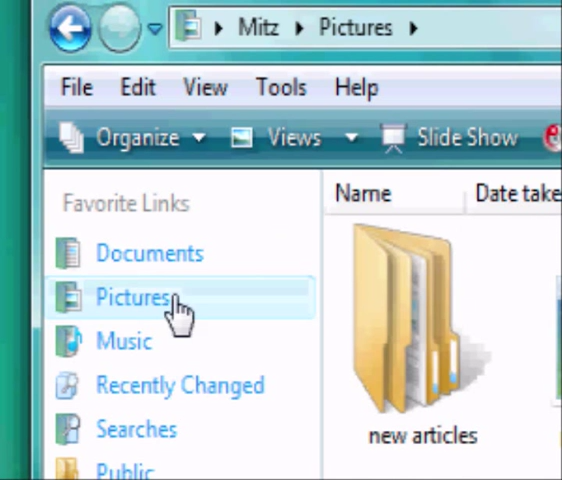 Mitz Pictures
File Edit View Tools Help
Organize Views Slide Show
Favorite Links
Name Date take
Documents
Pictures
Music
Recently Changed
Searches
Public
new articles